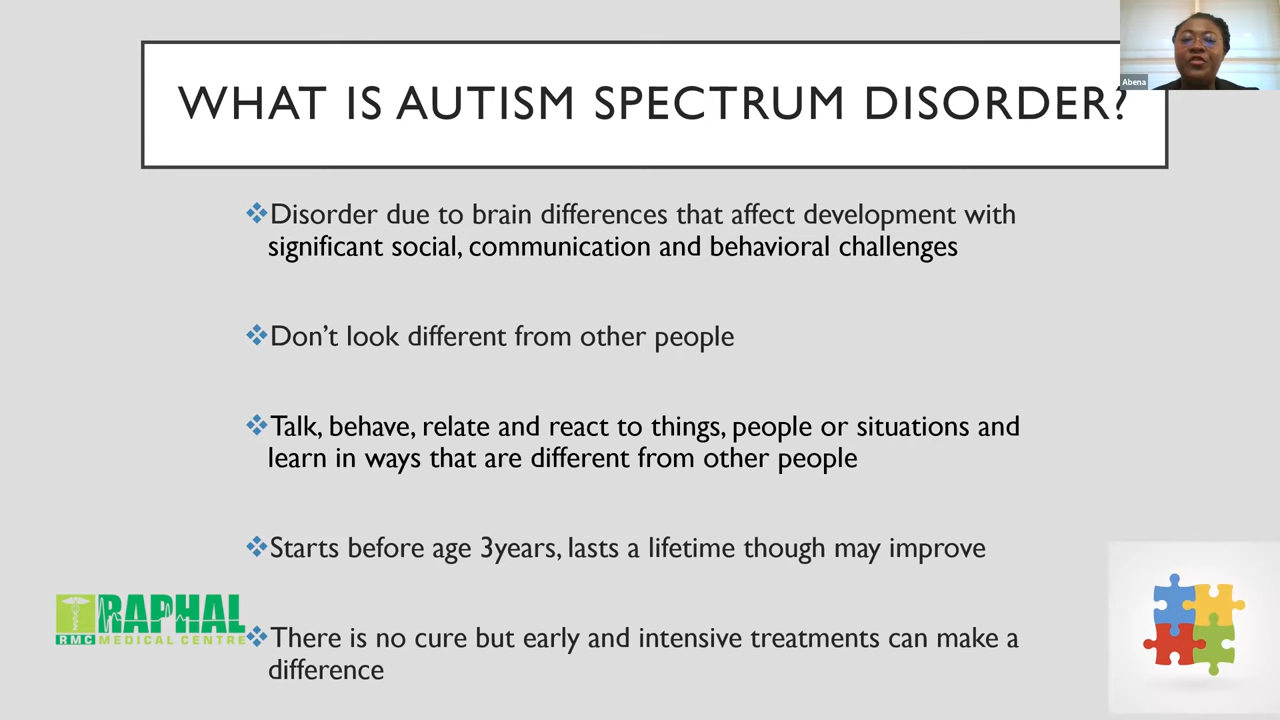 Abena
WHAT IS AUTISM SPECTRUM DISORDER?
❖Disorder due to brain differences that affect development with
significant social, communication and behavioral challenges
❖Don't look different from other people
❖Talk, behave, relate and react to things, people or situations and
learn in ways that are different from other people
❖Starts before age 3years, lasts a lifetime though may improve
RAPHAL
RMC MEDICAL CENTRE
❖There is no cure but early and intensive treatments can make a
difference